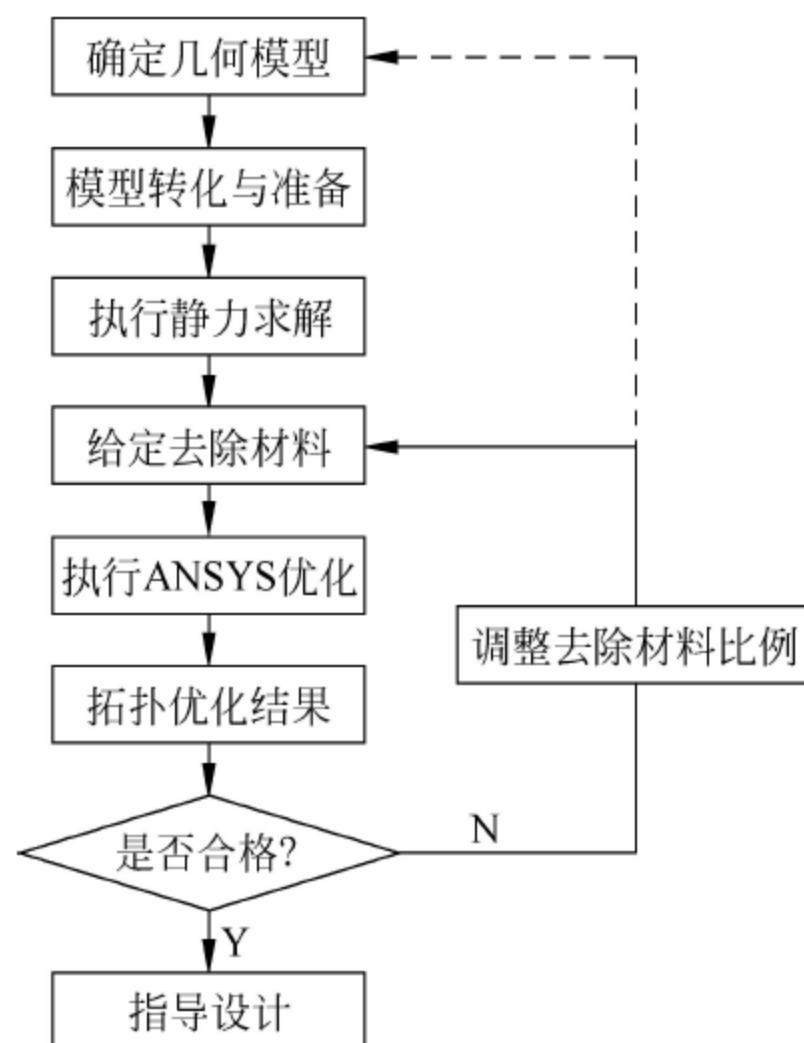 确定几何模型
模型转化与准备
执行静力求解
给定去除材料
执行ANSYS优化
调整去除材料比例
拓扑优化结果
是否合格?
N
Y
指导设计